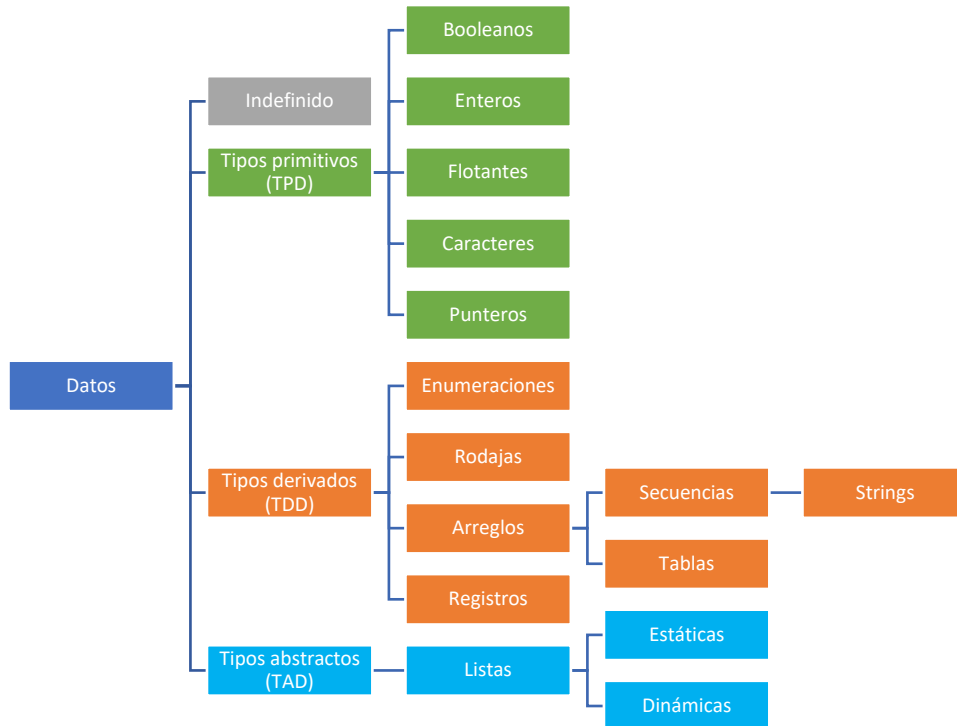 Datos
Indefinido
Tipos primitivos
(TPD)
Booleanos
Enteros
Flotantes
Caracteres
Punteros
Tipos derivados
(TDD)
Enumeraciones
Rodajas
Arreglos
Secuencias
Strings
Tablas
Registros
Tipos abstractos
(TAD)
Listas
Estáticas
Dinámicas